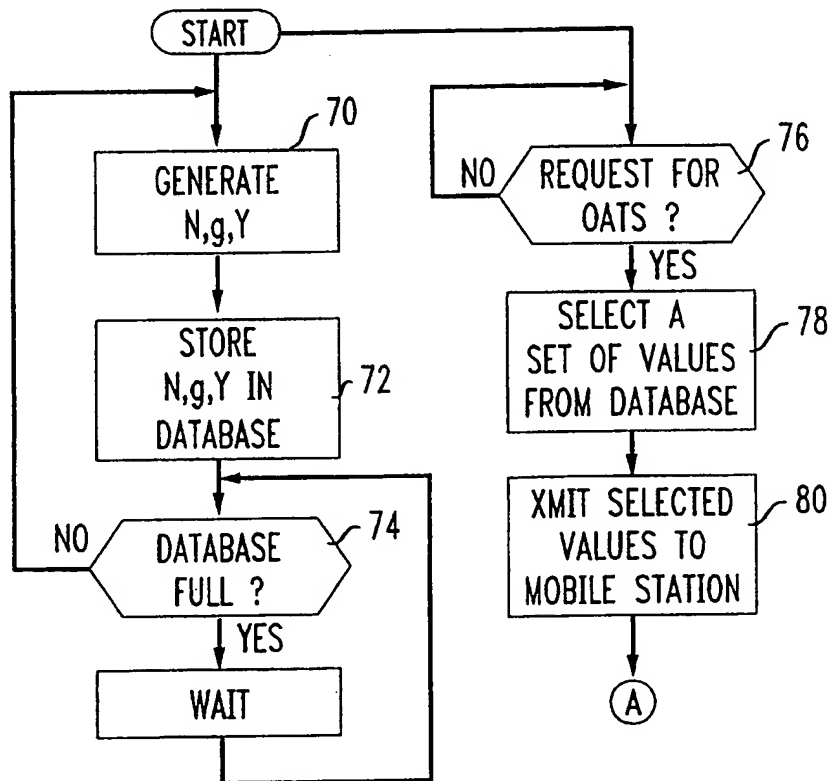 START
70
GENERATE
N,g,Y
STORE
N,g,Y IN
DATABASE
72
NO
DATABASE
FULL ?
74
YES
WAIT
NO
REQUEST FOR
OATS ?
76
YES
SELECT A
SET OF VALUES
FROM DATABASE
78
XMIT SELECTED
VALUES TO
MOBILE STATION
80
A